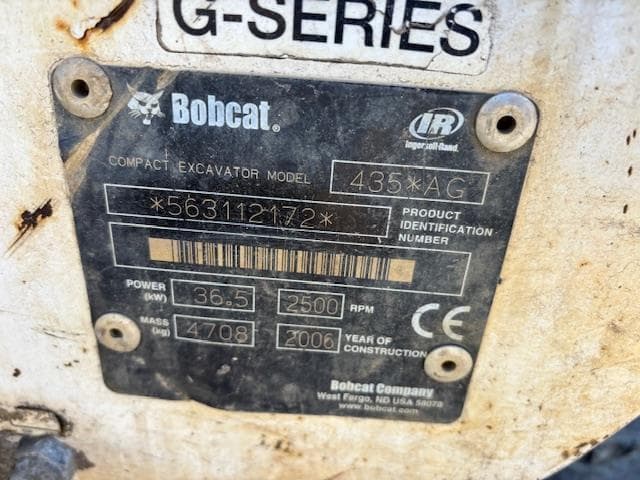 G-SERIES
Bobcat®
IR
Ingersoll-Rand.
COMPACT EXCAVATOR MODEL 435*AG
*563112172*
PRODUCT
IDENTIFICATION
NUMBER
POWER (kW) 36.5 2500 RPM
MASS (kg) 4708 2006 YEAR OF CONSTRUCTION
CE
Bobcat Company
West Fargo, ND USA 58078
www.bobcat.com